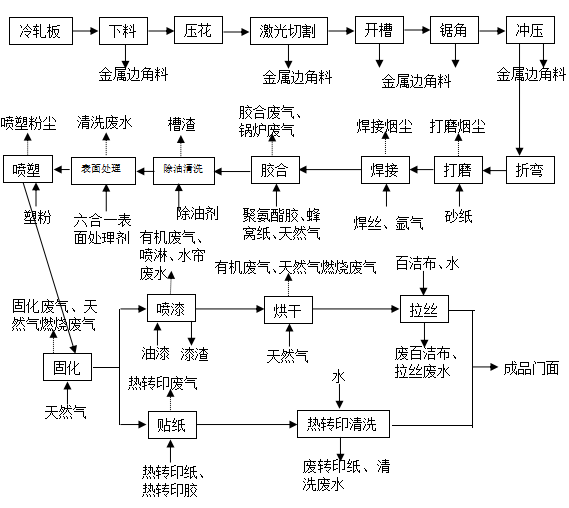 冷轧板
下料
压花
激光切割
开槽
锯角
冲压
金属边角料
金属边角料
金属边角料
金属边角料
喷塑粉尘
清洗废水
槽渣
胶合废气、
锅炉废气
焊接烟尘
打磨烟尘
喷塑
表面处理
除油清洗
胶合
焊接
打磨
折弯
塑粉
六合一表
面处理剂
除油剂
聚氨酯胶、蜂
窝纸、天然气
焊丝、氩气
砂纸
有机废气、
喷淋、水帘
废水
有机废气、天然气燃烧废气
百洁布、水
固化废气、天
然气燃烧废气
喷漆
烘干
拉丝
油漆
漆渣
天然气
废百洁布、
拉丝废水
固化
天然气
成品门面
热转印废气
水
贴纸
热转印清洗
热转印纸、
热转印胶
废转印纸、清
洗废水